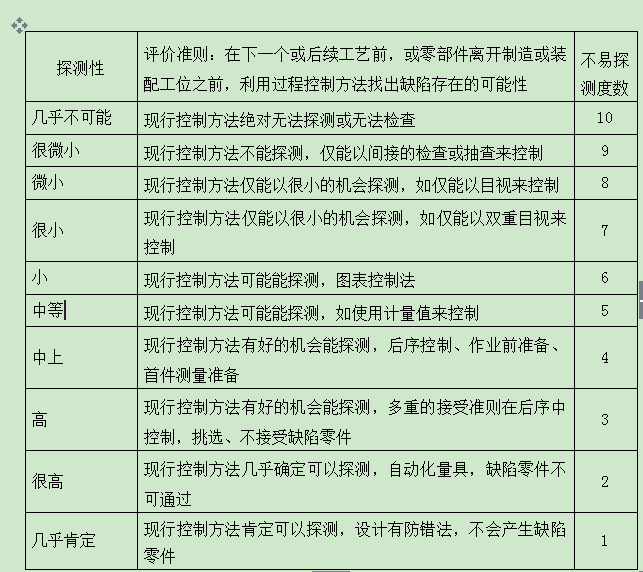 探测性
评价准则：在下一个或后续工艺前，或零部件离开制造或装
配工位之前，利用过程控制方法找出缺陷存在的可能性
不易探
测度数
几乎不可能
现行控制方法绝对无法探测或无法检查
10
很微小
现行控制方法不能探测，仅能以间接的检查或抽查来控制
9
微小
现行控制方法仅能以很小的机会探测，如仅能以目视来控制
8
很小
现行控制方法仅能以很小的机会探测，如仅能以双重目视来
控制
7
小
现行控制方法可能能探测，图表控制法
6
中等
现行控制方法可能能探测，如使用计量值来控制
5
中上
现行控制方法有好的机会能探测，后序控制、作业前准备、
首件测量准备
4
高
现行控制方法有好的机会能探测，多重的接受准则在后序中
控制，挑选、不接受缺陷零件
3
很高
现行控制方法几乎确定可以探测，自动化量具，缺陷零件不
可通过
2
几乎肯定
现行控制方法肯定可以探测，设计有防错法，不会产生缺陷
零件
1